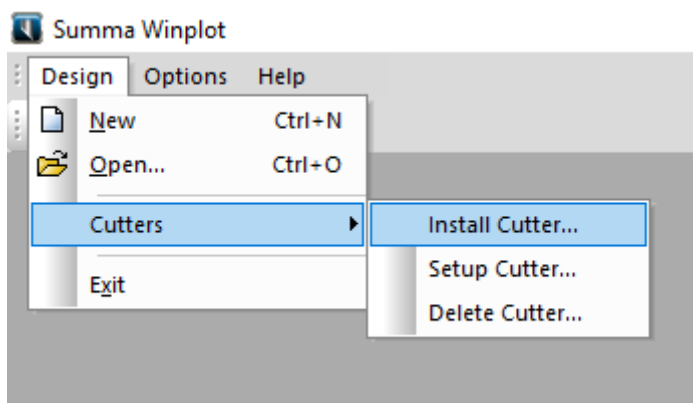 Summa Winplot
Design Options Help
New Ctrl+N
Open... Ctrl+O
Cutters Install Cutter...
Setup Cutter...
Exit
Delete Cutter...